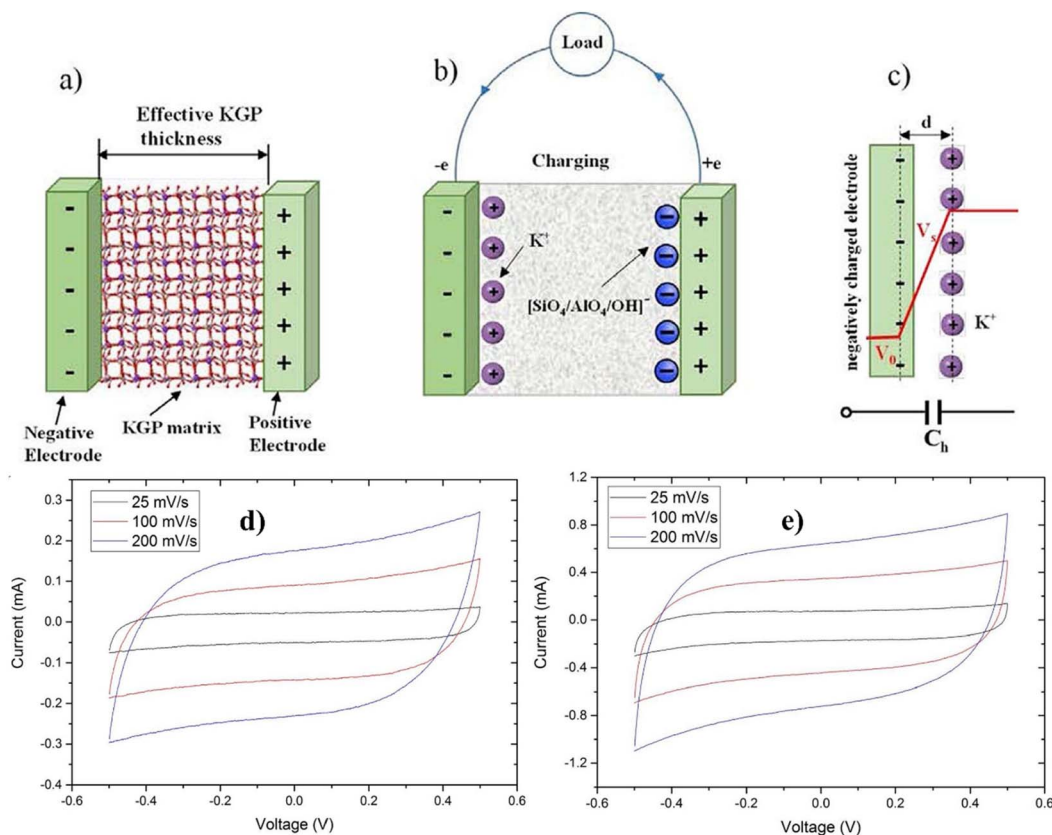 a)
Effective KGP
thickness
-
-
-
-
-
+
+
+
+
+
Negative
Electrode
KGP matrix
Positive
Electrode
b)
Load
-e
Charging
+e
-
-
-
-
-
+
+
+
+
+
K⁺
[SiO₄/AlO₄/OH]⁻
−
−
−
−
−
+
+
+
+
+
c)
d
negatively charged electrode
-
-
-
-
-
-
+
+
+
+
+
+
Vₛ
V₀
K⁺
Cₕ
d)
25 mV/s
100 mV/s
200 mV/s
Current (mA)
0.3
0.2
0.1
0.0
-0.1
-0.2
-0.3
-0.4
-0.6 -0.4 -0.2 0.0 0.2 0.4 0.6
Voltage (V)
e)
25 mV/s
100 mV/s
200 mV/s
Current (mA)
1.2
0.8
0.4
0.0
-0.4
-0.8
-1.2
-0.6 -0.4 -0.2 0.0 0.2 0.4 0.6
Voltage (V)